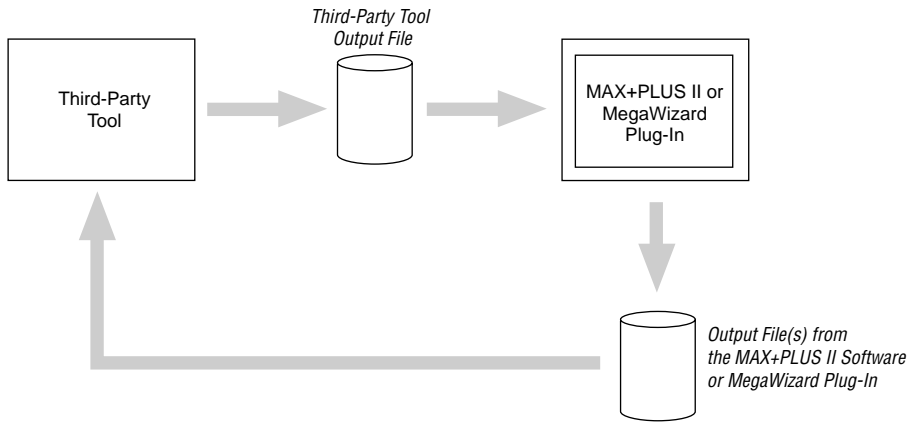 Third-Party Tool
Output File
Third-Party
Tool
MAX+PLUS II or
MegaWizard
Plug-In
Output File(s) from
the MAX+PLUS II Software
or MegaWizard Plug-In